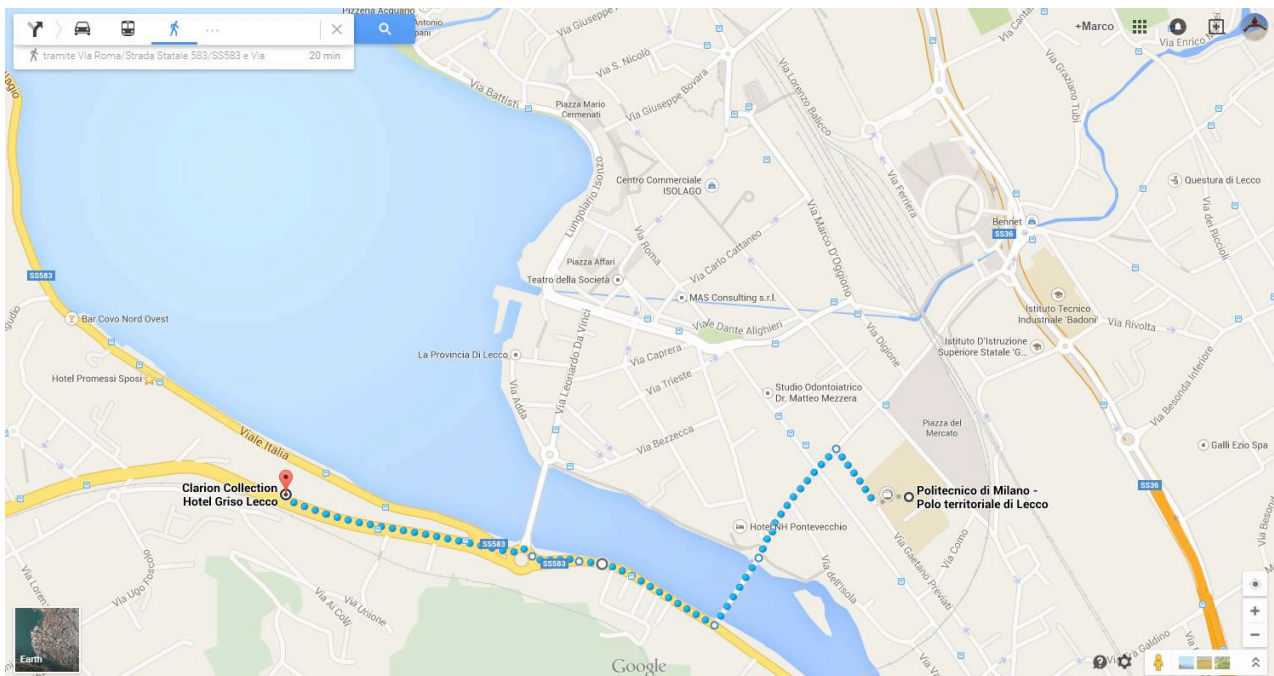 Pizzeria Acquario
Antonio
pani
Via Giuseppe
+Marco
Via Enrico
tramite Via Roma/Strada Statale 583/SS583 e Via
20 min
Via S. Nicolò
Via Battisti
Via Giuseppe Bovara
Piazza Mario
Cermenati
Via Lorenzo Balicco
Via Graziano Tubi
Lungolario Isonzo
Centro Commerciale
ISOLAGO
Via Ferriera
Questura di Lecco
Via dei Riccioli
Bennet
SS36
Via Roma
Via Marco D'Oggiono
Piazza Affari
Via Carlo Cattaneo
Teatro della Società
SS583
MAS Consulting s.r.l.
Istituto Tecnico
Industriale 'Badoni'
Via Rivolta
Bar Covo Nord Ovest
Viale Dante Alighieri
Via Digione
Istituto D'Istruzione
Superiore Statale 'G...
La Provincia Di Lecco
Via Leonardo Da Vinci
Via Caprera
Hotel Promessi Sposi
Via Adda
Via Trieste
Studio Odontoiatrico
Dr. Matteo Mezzera
Via Besonda Inferiore
Viale Italia
Via Bezzecca
Piazza del
Mercato
Galli Ezio Spa
Clarion Collection
Hotel Griso Lecco
Politecnico di Milano -
Polo territoriale di Lecco
SS36
Hotel NH Pontevecchio
SS583
SS583
Via Ugo Foscolo
Via Unione
Via Ai Colli
Via dell'Isola
Via Gaetano Previati
Via Como
Earth
Google